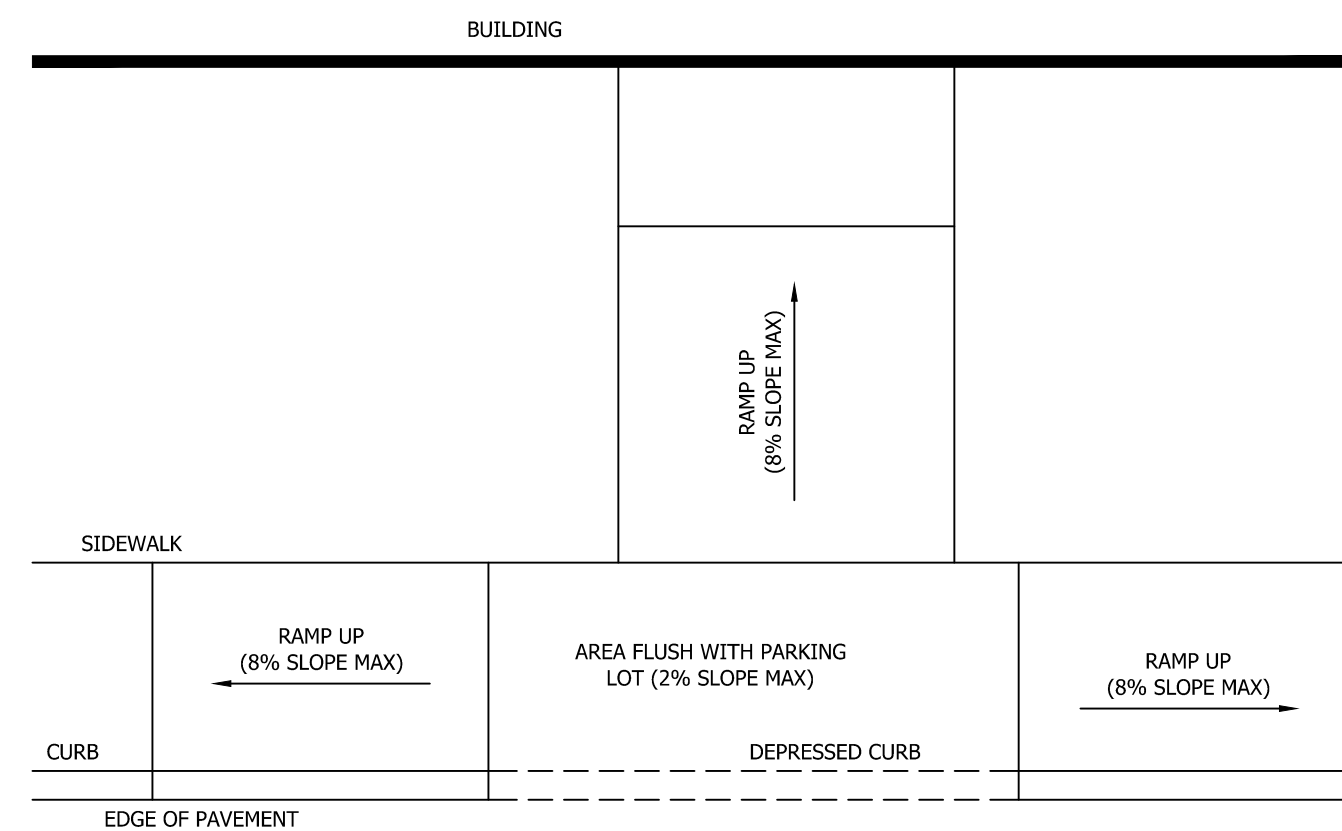 BUILDING
RAMP UP
(8% SLOPE MAX)
SIDEWALK
RAMP UP
(8% SLOPE MAX)
AREA FLUSH WITH PARKING
LOT (2% SLOPE MAX)
RAMP UP
(8% SLOPE MAX)
CURB
DEPRESSED CURB
EDGE OF PAVEMENT